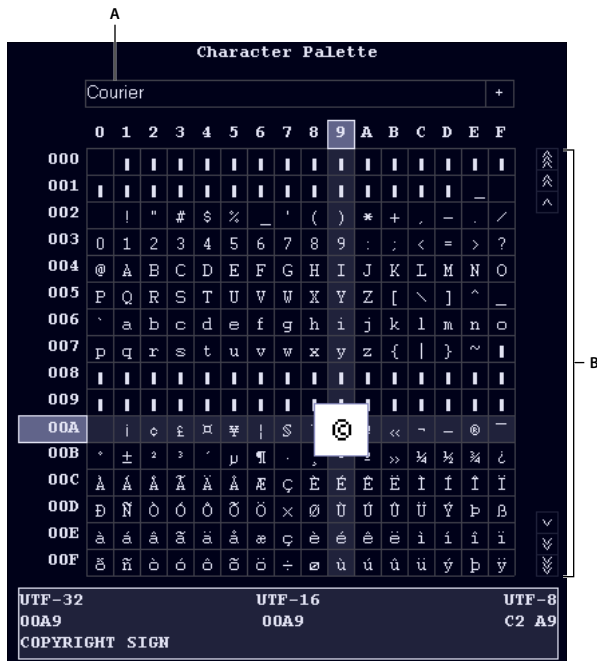 A
Character Palette
Courier +
0 1 2 3 4 5 6 7 8 9 A B C D E F
000
001 _
002 ! " # $ % _ ' ( ) * + , - . /
003 0 1 2 3 4 5 6 7 8 9 : ; < = > ?
004 @ A B C D E F G H I J K L M N O
005 P Q R S T U V W X Y Z [ \ ] ^ _
006 ` a b c d e f g h i j k l m n o
007 p q r s t u v w x y z { | } ~
008
009
00A ¡ ¢ £ ¤ ¥ ¦ § © « ¬ – ® ¯
00B ° ± ² ³ ´ µ ¶ · » ¼ ½ ¾ ¿
00C À Á Â Ã Ä Å Æ Ç È É Ê Ë Ì Í Î Ï
00D Ð Ñ Ò Ó Ô Õ Ö × Ø Ù Ú Û Ü Ý Þ ß
00E à á â ã ä å æ ç è é ê ë ì í î ï
00F ð ñ ò ó ô õ ö ÷ ø ù ú û ü ý þ ÿ
B
UTF-32 UTF-16 UTF-8
00A9 00A9 C2 A9
COPYRIGHT SIGN